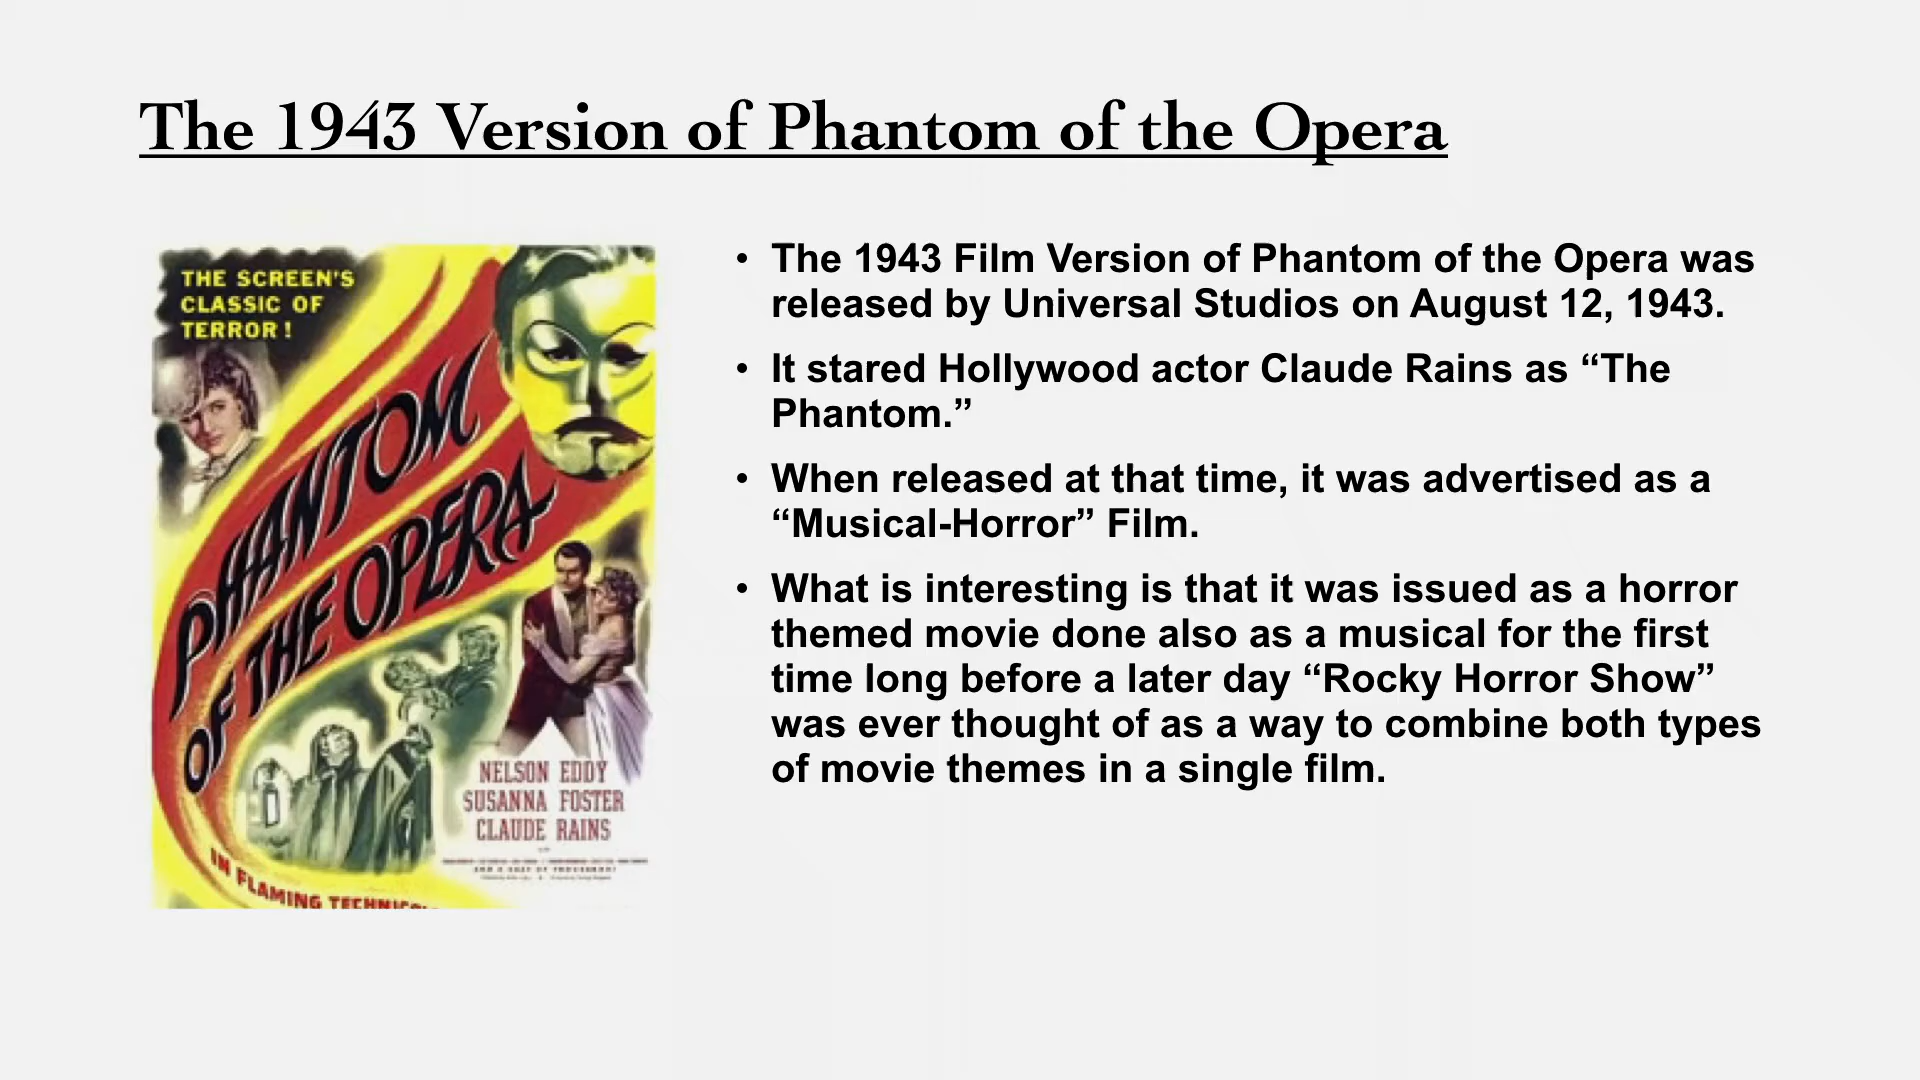 The 1943 Version of Phantom of the Opera
THE SCREEN'S
CLASSIC OF
TERROR!
PHANTOM
OF THE OPERA
NELSON EDDY
SUSANNA FOSTER
CLAUDE RAINS
IN FLAMING
• The 1943 Film Version of Phantom of the Opera was
released by Universal Studios on August 12, 1943.
• It stared Hollywood actor Claude Rains as “The
Phantom.”
• When released at that time, it was advertised as a
“Musical-Horror” Film.
• What is interesting is that it was issued as a horror
themed movie done also as a musical for the first
time long before a later day “Rocky Horror Show”
was ever thought of as a way to combine both types
of movie themes in a single film.